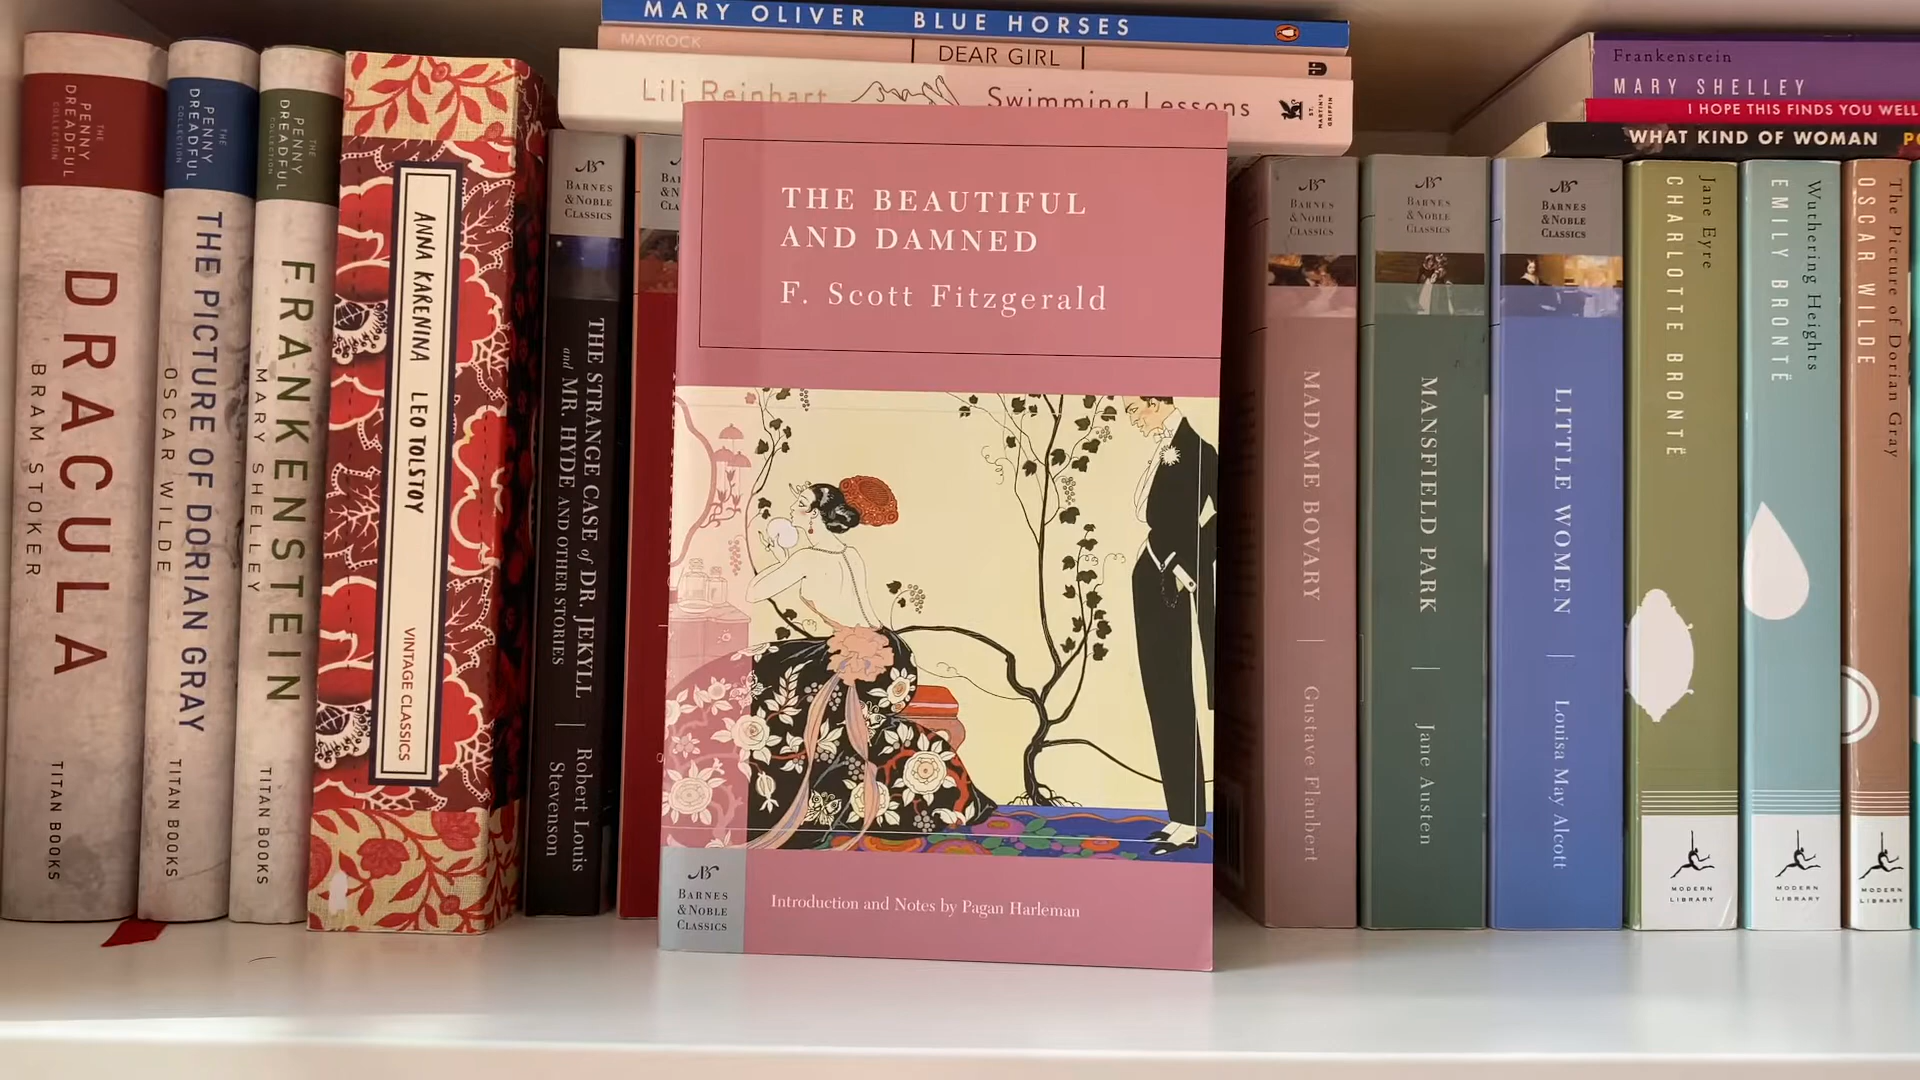 THE
PENNY
DREADFUL
COLLECTION
DRACULA
BRAM STOKER
TITAN BOOKS
THE
PENNY
DREADFUL
COLLECTION
THE PICTURE OF DORIAN GRAY
OSCAR WILDE
TITAN BOOKS
THE
PENNY
DREADFUL
COLLECTION
FRANKENSTEIN
MARY SHELLEY
TITAN BOOKS
ANNA KARENINA LEO TOLSTOY
VINTAGE CLASSICS
BARNES
&NOBLE
CLASSICS
THE STRANGE CASE of DR. JEKYLL
and MR. HYDE AND OTHER STORIES
Robert Louis
Stevenson
MARY OLIVER BLUE HORSES
MAYROCK DEAR GIRL
Lili Reinhart Swimming Lessons
ST.
MARTIN'S
GRIFFIN
THE BEAUTIFUL
AND DAMNED
F. Scott Fitzgerald
BARNES
&NOBLE
CLASSICS
Introduction and Notes by Pagan Harleman
BARNES
&NOBLE
CLASSICS
MADAME BOVARY
Gustave Flaubert
BARNES
&NOBLE
CLASSICS
MANSFIELD PARK
Jane Austen
BARNES
&NOBLE
CLASSICS
LITTLE WOMEN
Louisa May Alcott
Frankenstein
MARY SHELLEY
I HOPE THIS FINDS YOU WELL
WHAT KIND OF WOMAN
Jane Eyre
CHARLOTTE BRONTË
MODERN
LIBRARY
Wuthering Heights
EMILY BRONTË
MODERN
LIBRARY
The Picture of Dorian Gray
OSCAR WILDE
MODERN
LIBRARY